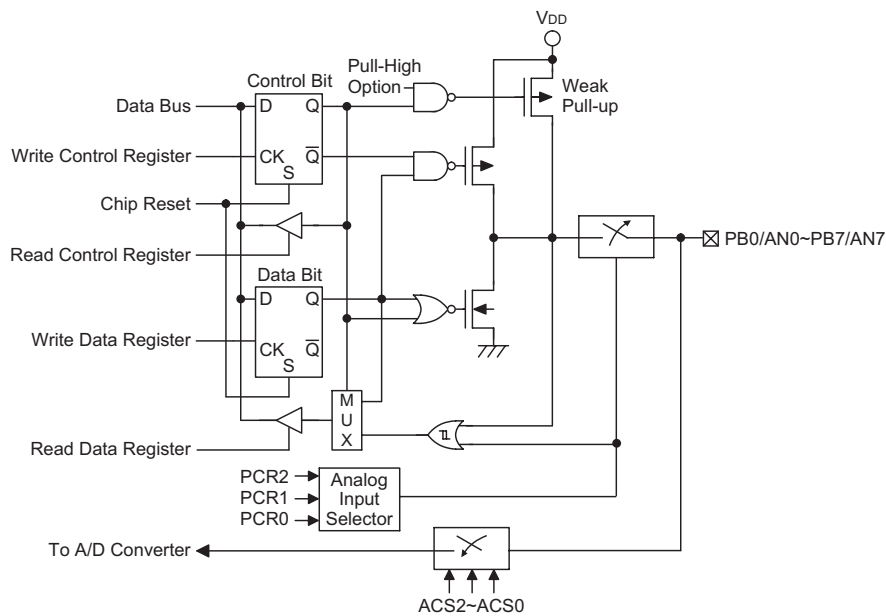 VDD
Control Bit
Pull-High
Option
Weak
Pull-up
Data Bus
D
Q
Write Control Register
CK
Q̅
S
Chip Reset
Read Control Register
PB0/AN0~PB7/AN7
Data Bit
D
Q
Write Data Register
CK
Q̅
S
M
U
X
Read Data Register
PCR2
PCR1
PCR0
Analog
Input
Selector
To A/D Converter
ACS2~ACS0